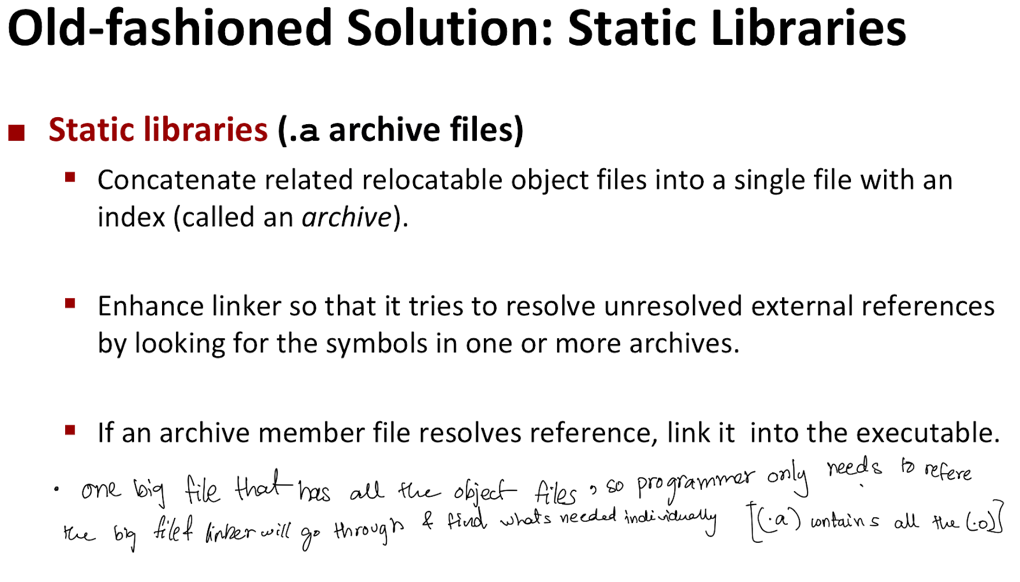 Old-fashioned Solution: Static Libraries
■ Static libraries (.a archive files)
▪ Concatenate related relocatable object files into a single file with an
index (called an archive).
▪ Enhance linker so that it tries to resolve unresolved external references
by looking for the symbols in one or more archives.
▪ If an archive member file resolves reference, link it into the executable.
• one big file that has all the object files, so programmer only needs to refere
the big file & linker will go through & find whats needed individually [(.a) contains all the (.o)]